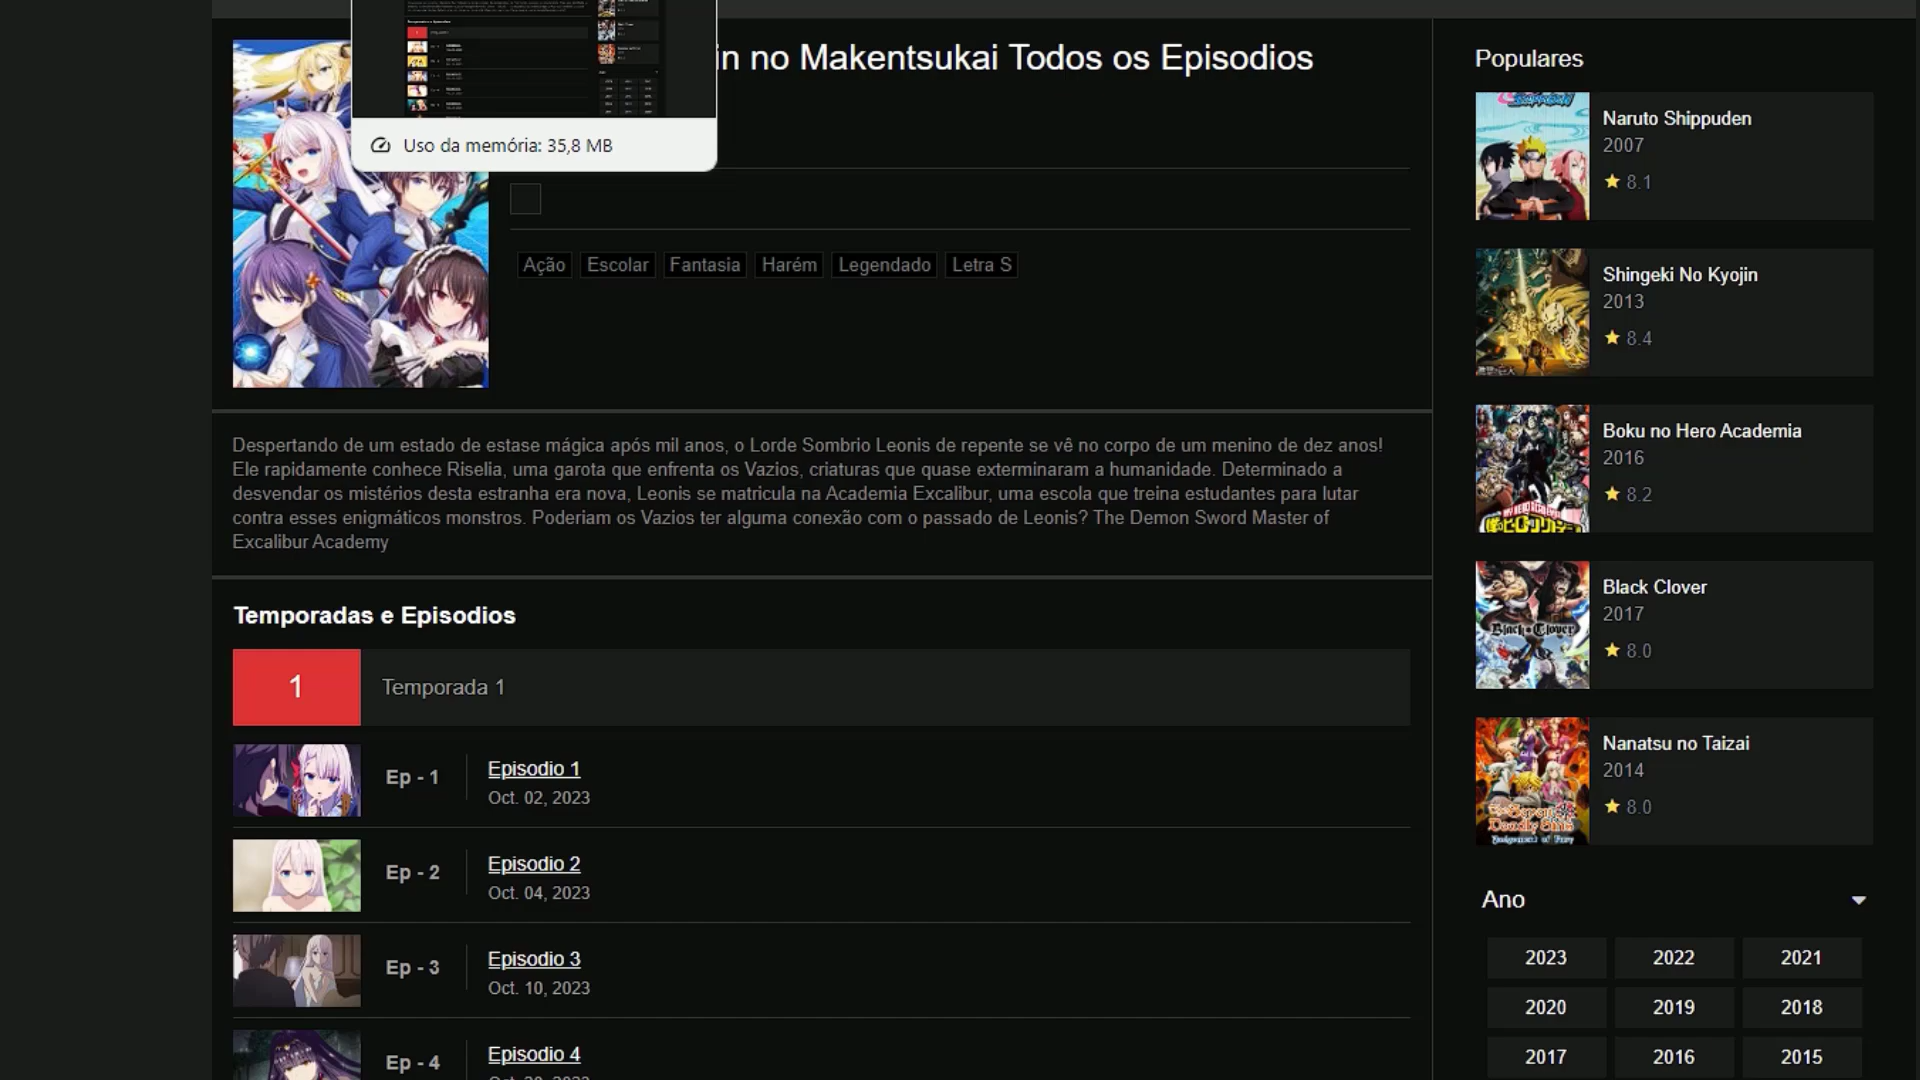 in no Makentsukai Todos os Episodios
Uso da memória: 35,8 MB
Ação
Escolar
Fantasia
Harém
Legendado
Letra S
Despertando de um estado de estase mágica após mil anos, o Lorde Sombrio Leonis de repente se vê no corpo de um menino de dez anos!
Ele rapidamente conhece Riselia, uma garota que enfrenta os Vazios, criaturas que quase exterminaram a humanidade. Determinado a
desvendar os mistérios desta estranha era nova, Leonis se matricula na Academia Excalibur, uma escola que treina estudantes para lutar
contra esses enigmáticos monstros. Poderiam os Vazios ter alguma conexão com o passado de Leonis? The Demon Sword Master of
Excalibur Academy
Temporadas e Episodios
1
Temporada 1
Ep - 1
Episodio 1
Oct. 02, 2023
Ep - 2
Episodio 2
Oct. 04, 2023
Ep - 3
Episodio 3
Oct. 10, 2023
Ep - 4
Episodio 4
Populares
Naruto Shippuden
2007
8.1
Shingeki No Kyojin
2013
8.4
Boku no Hero Academia
2016
8.2
Black Clover
2017
8.0
Black Clover
Nanatsu no Taizai
2014
8.0
Ano
2023
2022
2021
2020
2019
2018
2017
2016
2015